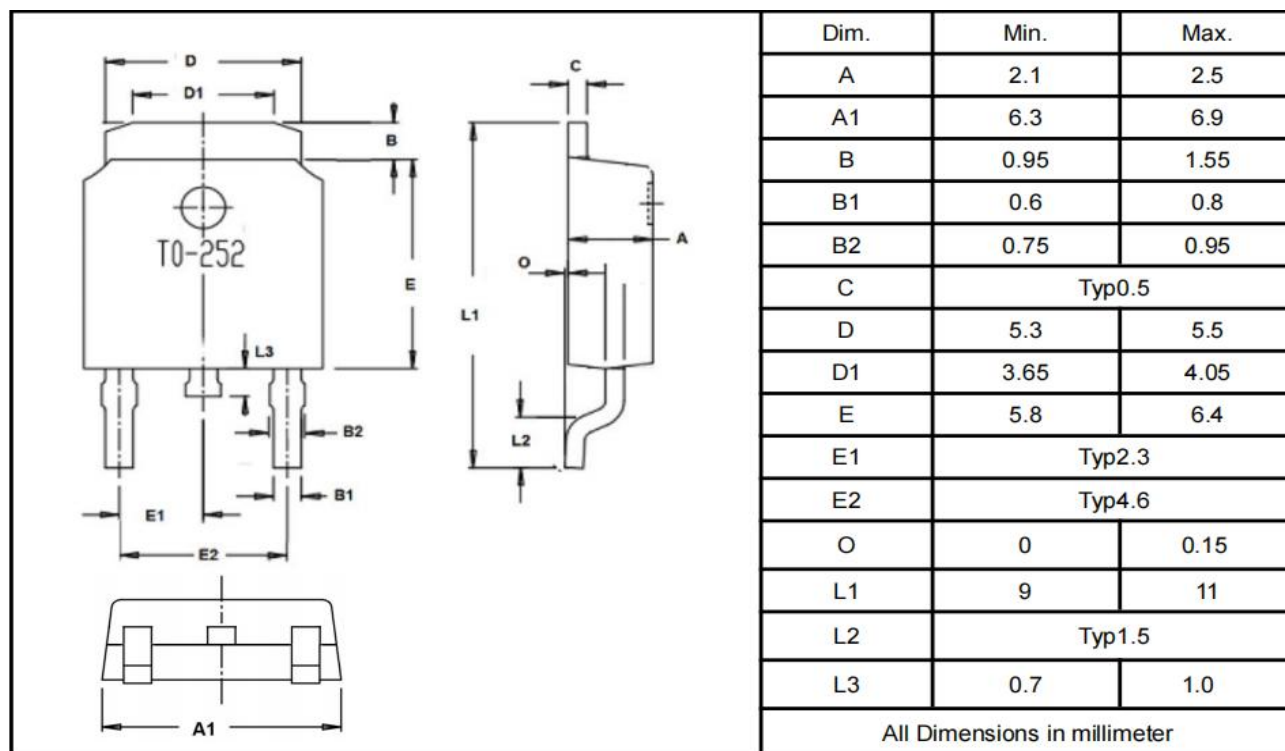 D
D1
B
TO-252
E
L3
B2
B1
E1
E2
A1
C
A
O
L1
L2
Dim. Min. Max.
A 2.1 2.5
A1 6.3 6.9
B 0.95 1.55
B1 0.6 0.8
B2 0.75 0.95
C Typ0.5
D 5.3 5.5
D1 3.65 4.05
E 5.8 6.4
E1 Typ2.3
E2 Typ4.6
O 0 0.15
L1 9 11
L2 Typ1.5
L3 0.7 1.0
All Dimensions in millimeter